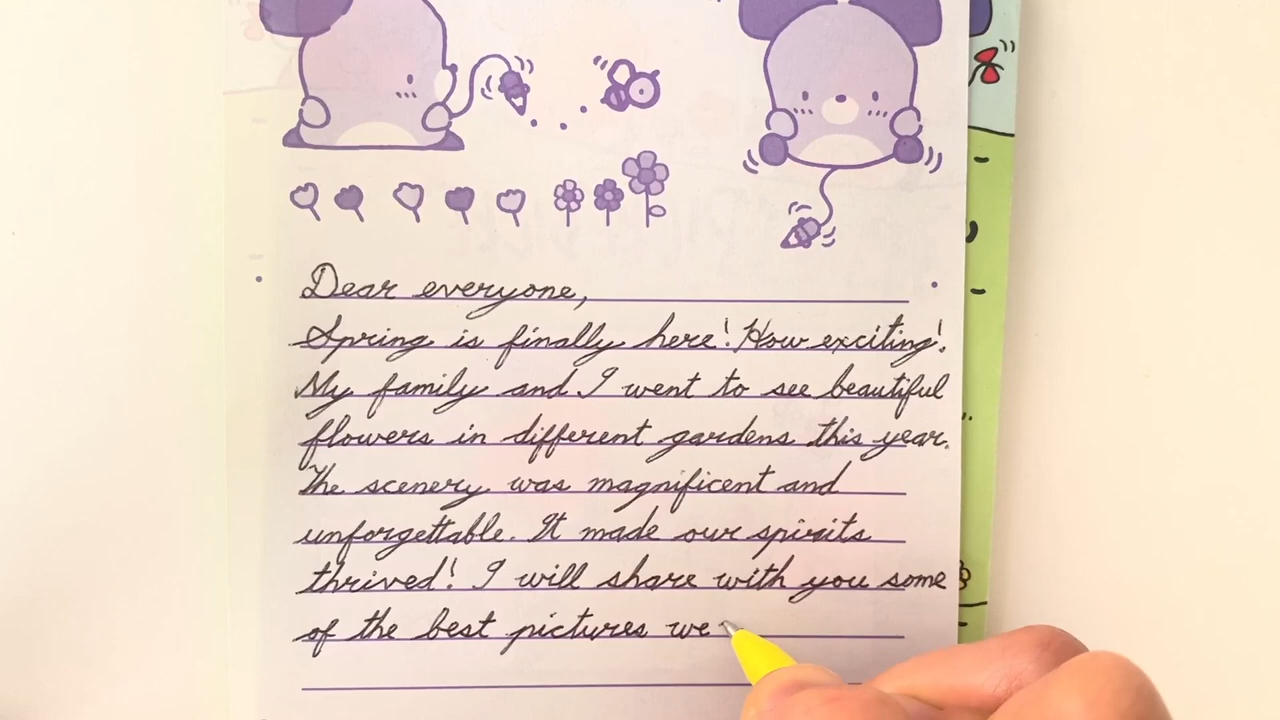 Dear everyone,
Spring is finally here! How exciting!
My family and I went to see beautiful
flowers in different gardens this year.
The scenery was magnificent and
unforgettable. It made our spirits
thrived! I will share with you some
of the best pictures we